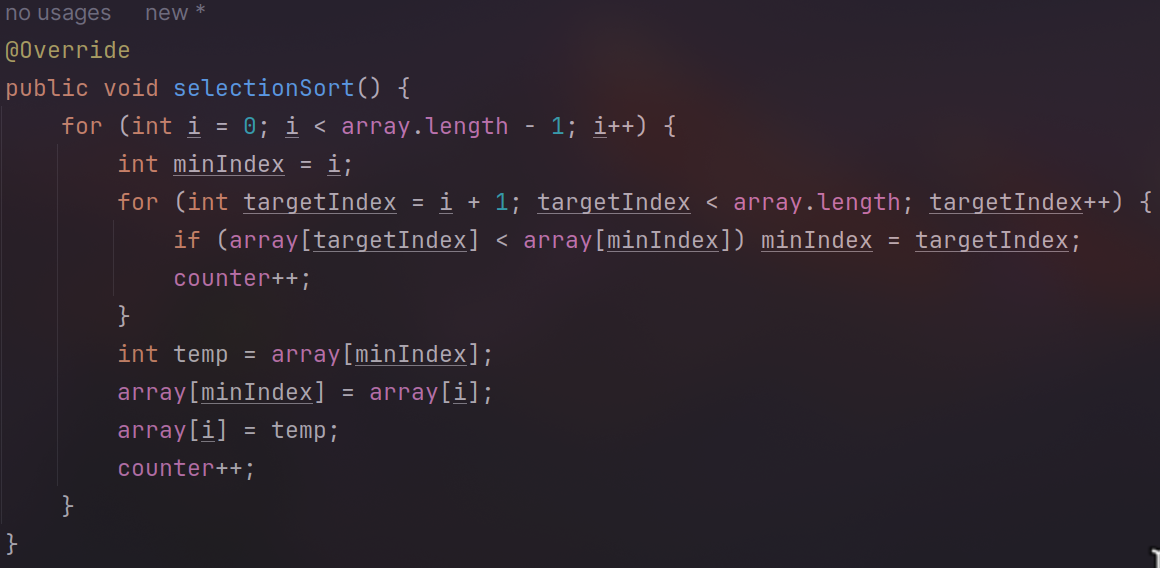 no usages new *
@Override
public void selectionSort() {
    for (int i = 0; i < array.length - 1; i++) {
        int minIndex = i;
        for (int targetIndex = i + 1; targetIndex < array.length; targetIndex++) {
            if (array[targetIndex] < array[minIndex]) minIndex = targetIndex;
            counter++;
        }
        int temp = array[minIndex];
        array[minIndex] = array[i];
        array[i] = temp;
        counter++;
    }
}